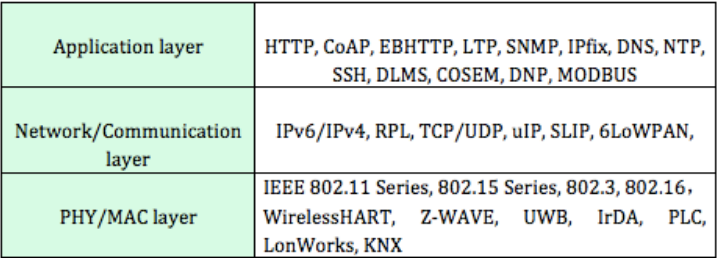 Application layer
HTTP, CoAP, EBHTTP, LTP, SNMP, IPfix, DNS, NTP,
SSH, DLMS, COSEM, DNP, MODBUS
Network/Communication
layer
IPv6/IPv4, RPL, TCP/UDP, uIP, SLIP, 6LoWPAN,
PHY/MAC layer
IEEE 802.11 Series, 802.15 Series, 802.3, 802.16，
WirelessHART, Z-WAVE, UWB, IrDA, PLC,
LonWorks, KNX